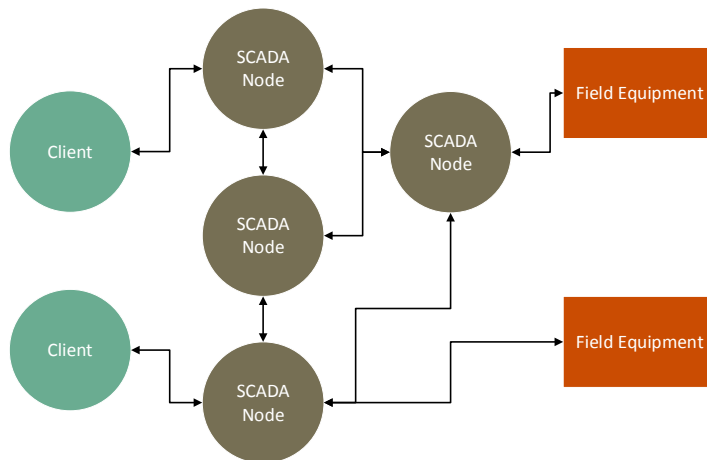 SCADA
Node
Client
SCADA
Node
Field Equipment
SCADA
Node
Client
SCADA
Node
Field Equipment